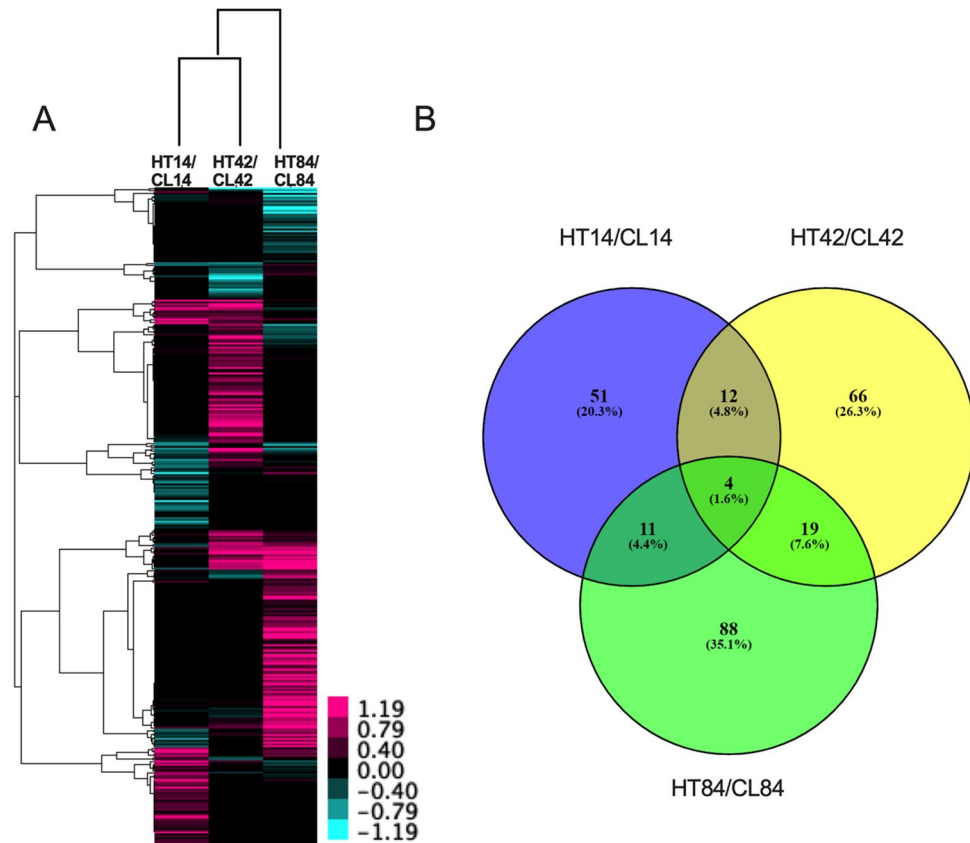 A
B
HT14/
CL14
HT42/
CL42
HT84/
CL84
1.19
0.79
0.40
0.00
−0.40
−0.79
−1.19
HT14/CL14
HT42/CL42
51
(20.3%)
12
(4.8%)
66
(26.3%)
4
(1.6%)
11
(4.4%)
19
(7.6%)
88
(35.1%)
HT84/CL84